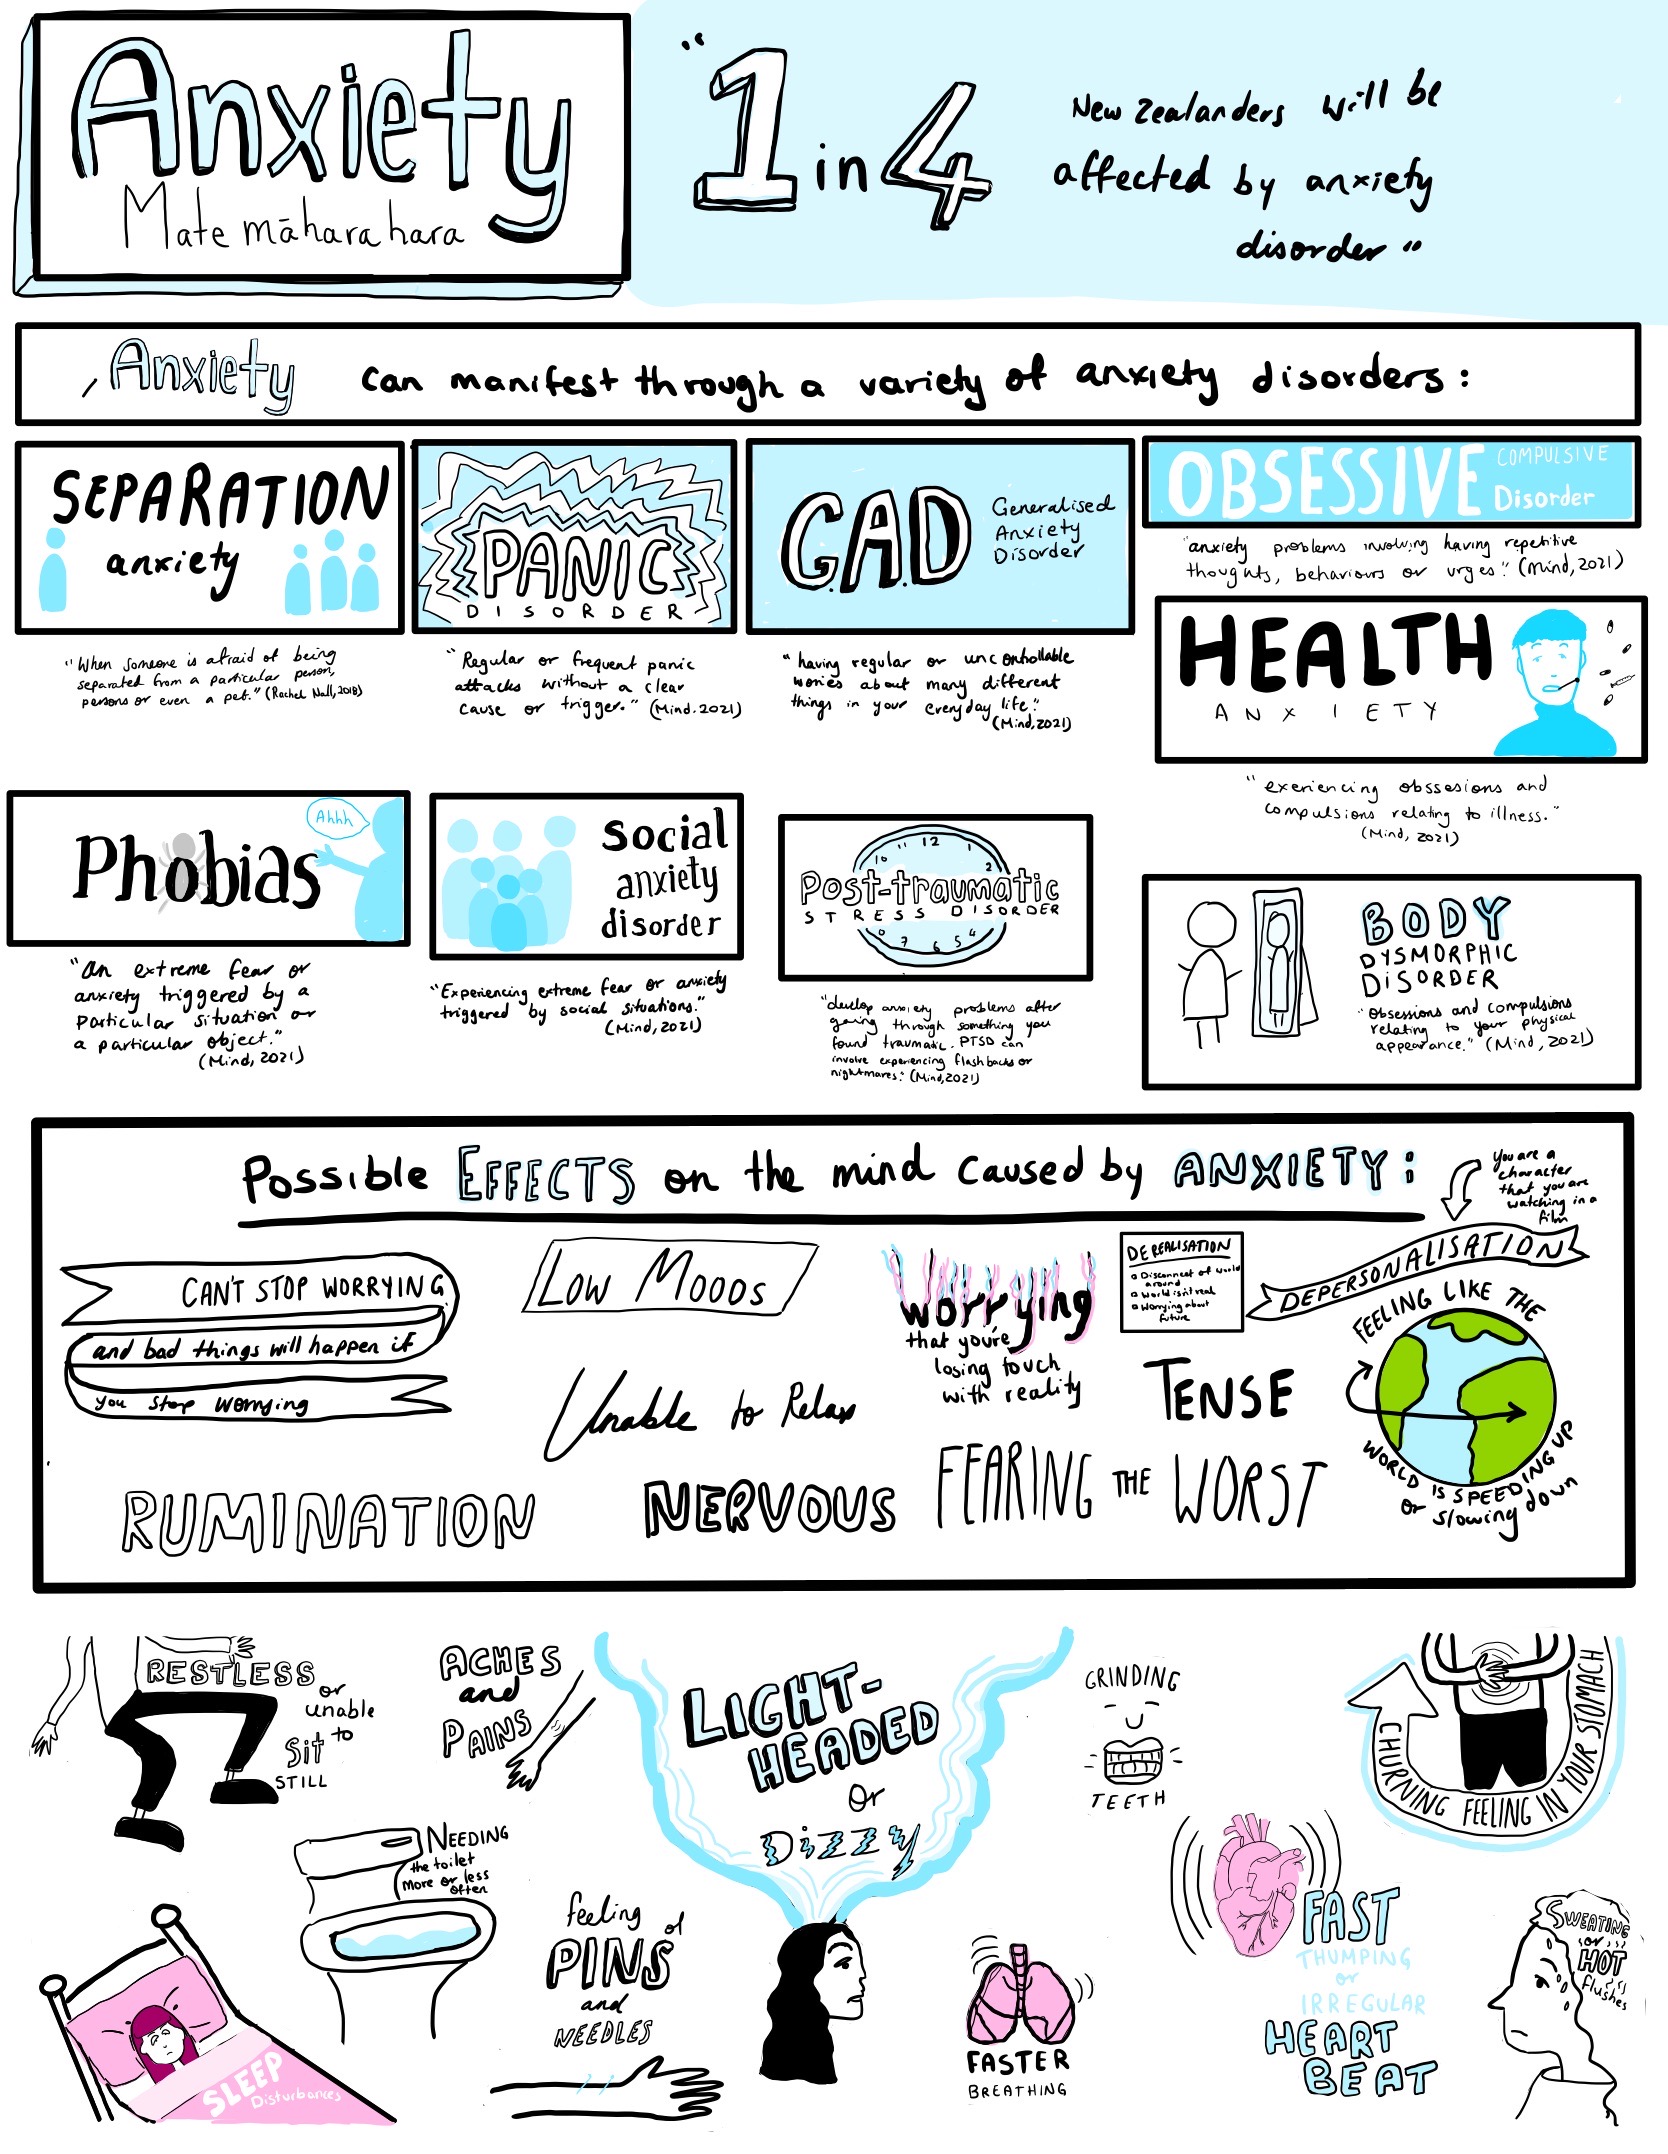 Anxiety
Mate māharahara
"1 in 4
New Zealanders will be
affected by anxiety
disorder"
Anxiety can manifest through a variety of anxiety disorders:
SEPARATION
anxiety
"When someone is afraid of being
separated from a particular person,
persons or even a pet." (Rachel Nall, 2018)
PANIC
DISORDER
"Regular or frequent panic
attacks without a clear
cause or trigger." (Mind. 2021)
G.A.D
Generalised
Anxiety
Disorder
"having regular or uncontrollable
worries about many different
things in your everyday life."
(Mind, 2021)
OBSESSIVE COMPULSIVE
Disorder
"anxiety problems involving having repetitive
thoughts, behaviours or urges." (Mind, 2021)
HEALTH
ANXIETY
"exeriencing obssesions and
compulsions relating to illness."
(Mind, 2021)
Phobias
Ahhh
"An extreme fear or
anxiety triggered by a
particular situation or
a particular object."
(Mind, 2021)
social
anxiety
disorder
"Experiencing extreme fear or anxiety
triggered by social situations."
(Mind, 2021)
10 11 12 1 2
Post-traumatic
STRESS DISORDER
8 7 6 5 4
"develop anxiety problems after
going through something you
found traumatic. PTSD can
involve experiencing flashbacks or
nightmares." (Mind, 2021)
BODY
DYSMORPHIC
DISORDER
"Obsessions and compulsions
relating to your physical
appearance." (Mind, 2021)
Possible EFFECTS on the mind caused by ANXIETY:
CAN'T STOP WORRYING
and bad things will happen if
you stop worrying
LOW MOODS
Worrying
that you're
losing touch
with reality
DEREALISATION
Disconnect of world
around
World isn't real
Worrying about
future
You are a
character
that you are
watching in a
film
DEPERSONALISATION
FEELING LIKE THE
WORLD IS SPEEDING UP
or slowing down
Unable to Relax
TENSE
RUMINATION
NERVOUS
FEARING THE WORST
RESTLESS
or
unable
to
Sit
STILL
ACHES
and
PAINS
LIGHT-
HEADED
or
DIZZY
GRINDING
TEETH
CHURNING FEELING IN YOUR STOMACH
NEEDING
the toilet
more or less
often
feeling of
PINS
and
NEEDLES
SLEEP
Disturbances
FASTER
BREATHING
FAST
THUMPING
or
IRREGULAR
HEART
BEAT
SWEATING
or
HOT
flushes